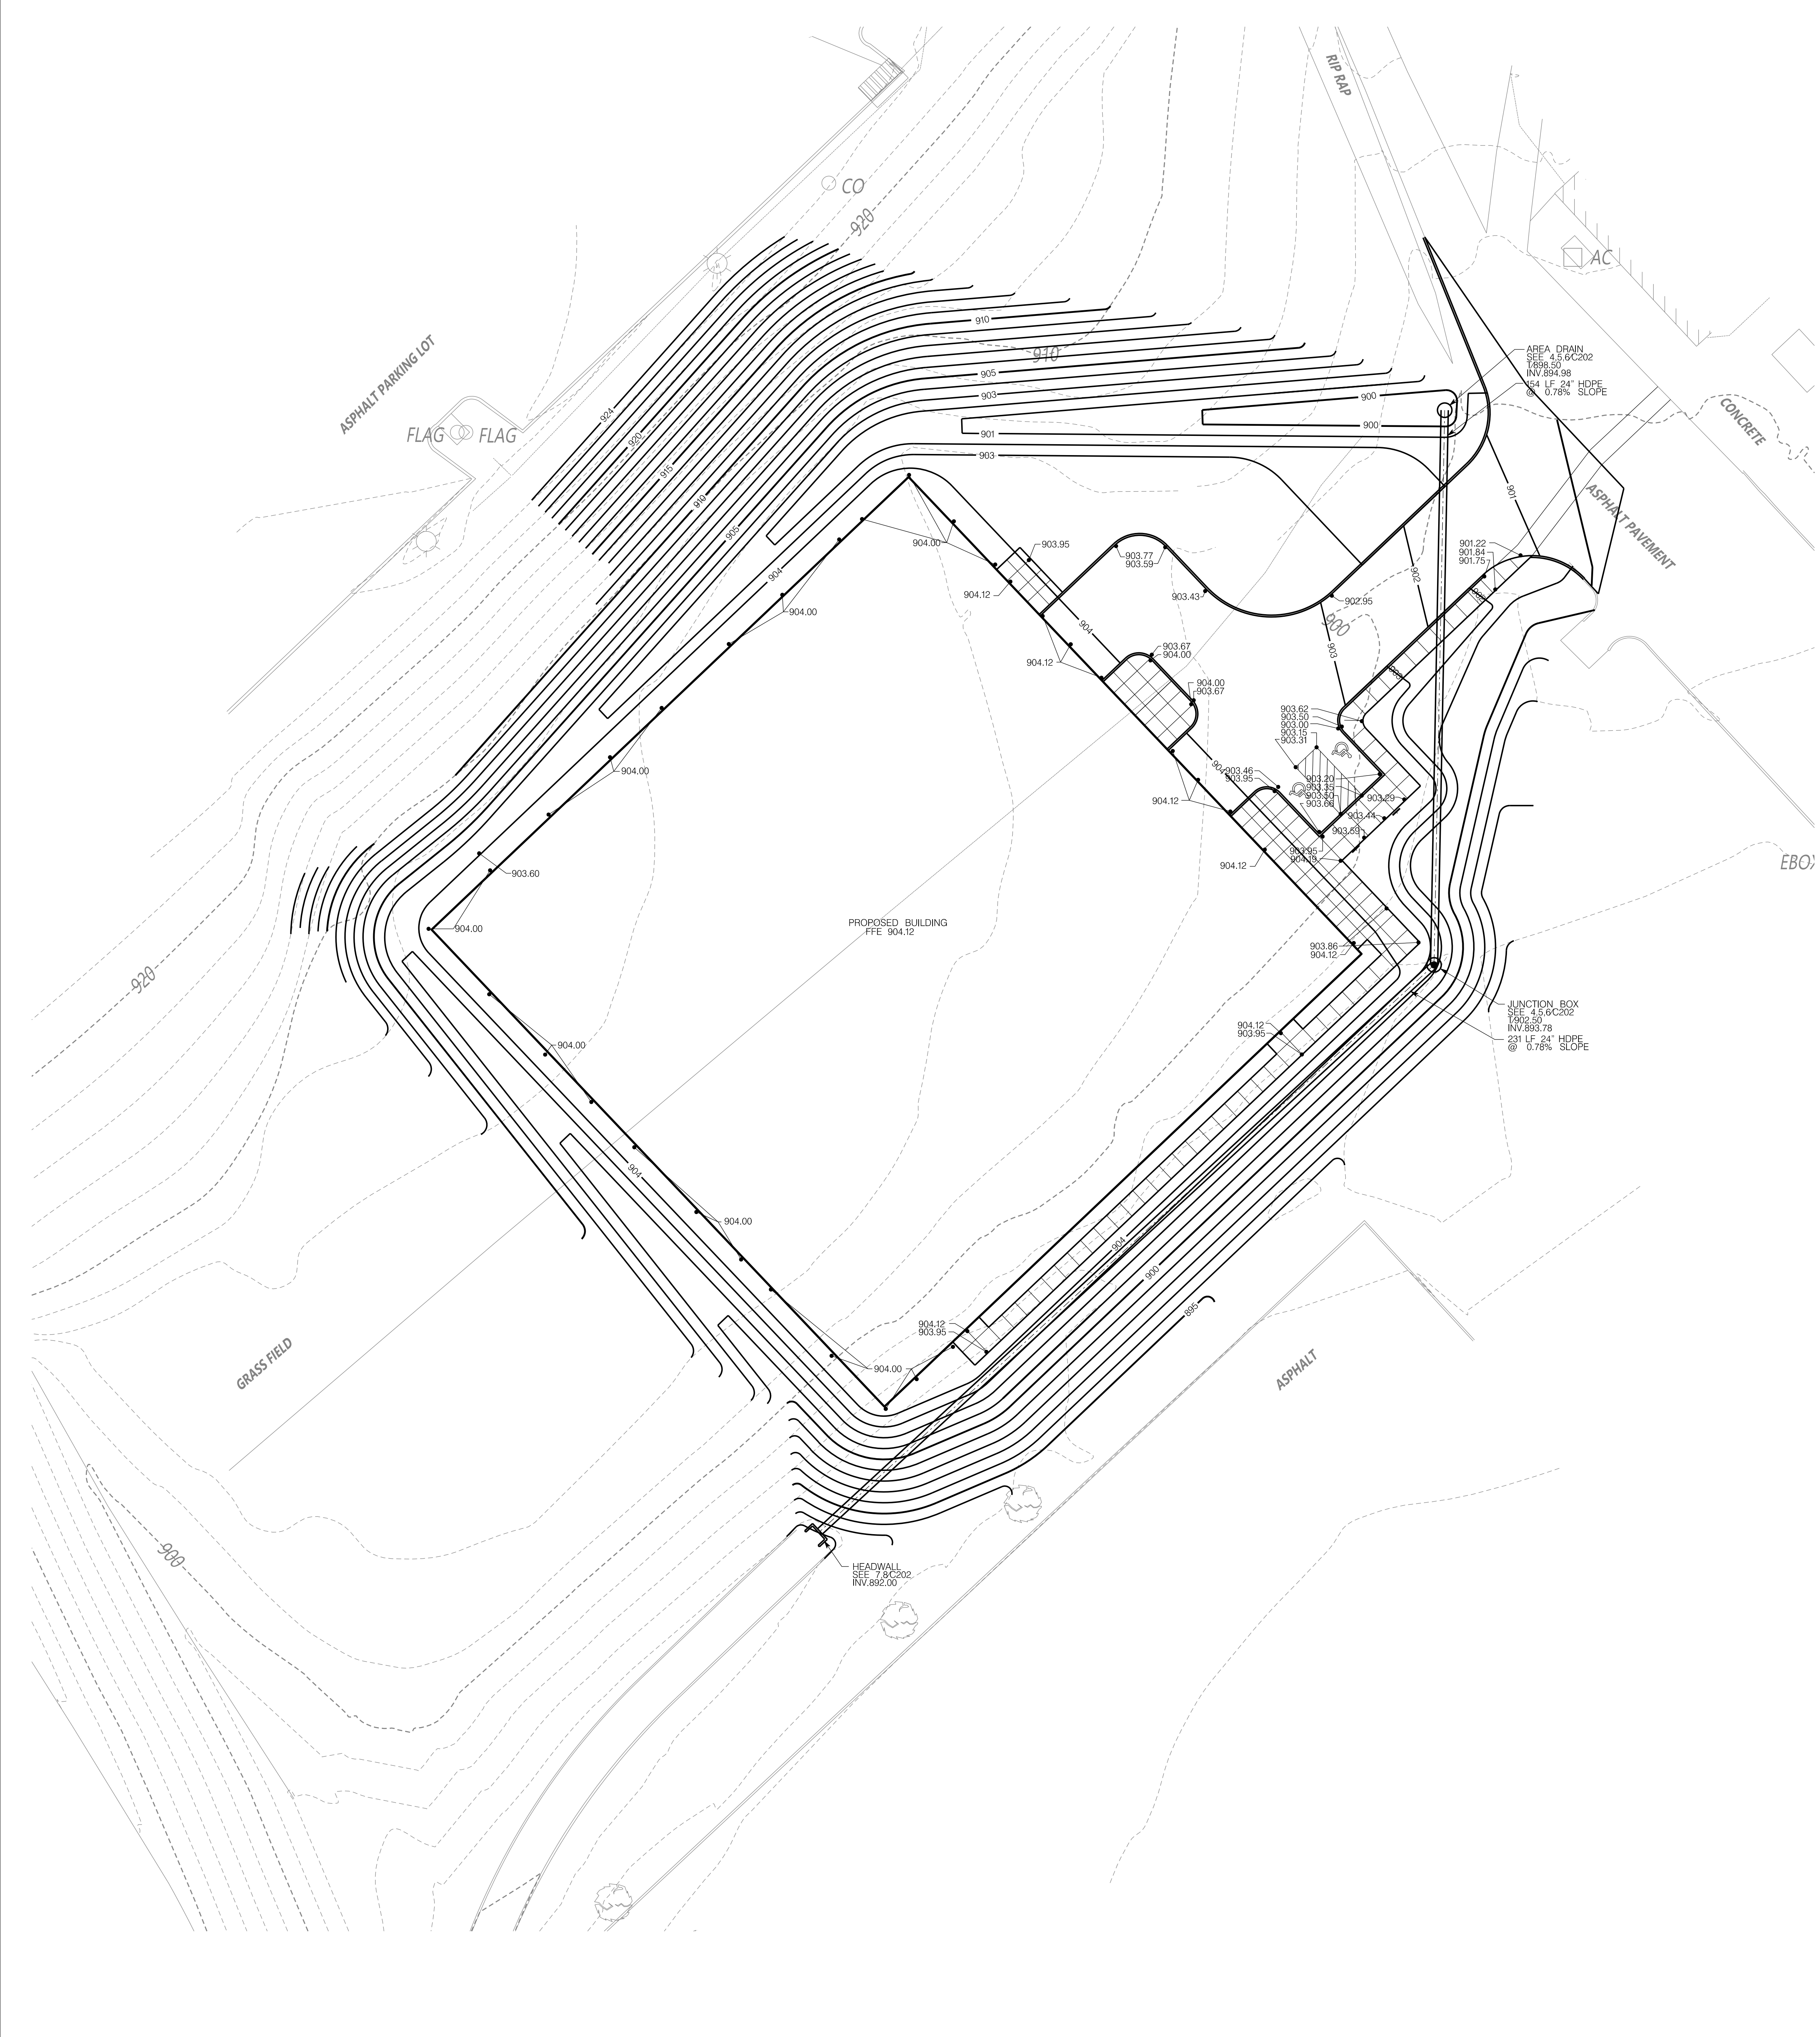 RIP RAP
CO
920
AC
924
920
915
910
905
910
910
905
903
900
900
901
903
ASPHALT PARKING LOT
FLAG
FLAG
AREA DRAIN
SEE 4,5,6/C202
T/898.50
INV.894.98
154 LF 24" HDPE
@ 0.78% SLOPE
CONCRETE
ASPHALT PAVEMENT
901
902
903
900
904.00
903.95
904.12
903.77
903.59
903.43
902.95
901.22
901.84
901.75
902
903
904
904
904.00
904.12
903.67
904.00
904.00
903.67
904
903.62
903.50
903.00
903.15
903.31
903.46
903.95
903.20
903.35
903.50
903.66
903.29
903.44
903.59
903.95
904.19
904.12
904.12
904.00
903.60
904.00
EBOX
PROPOSED BUILDING
FFE 904.12
903.86
904.12
920
JUNCTION BOX
SEE 4,5,6/C202
T/902.50
INV.893.78
231 LF 24" HDPE
@ 0.78% SLOPE
904.12
903.95
904.00
904
904.00
904
900
895
904.12
903.95
904.00
GRASS FIELD
ASPHALT
900
HEADWALL
SEE 7,8/C202
INV.892.00